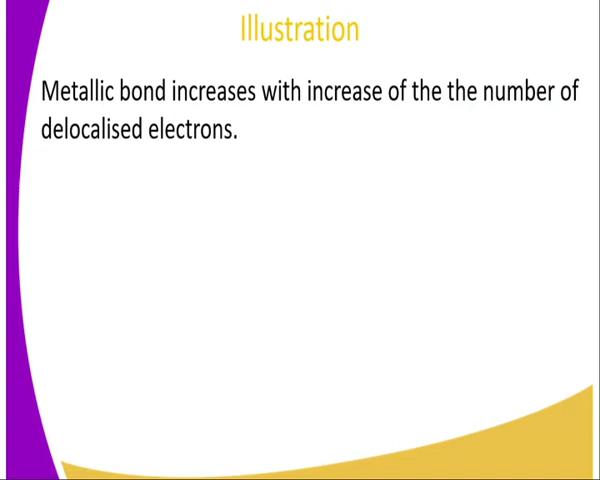 Illustration
Metallic bond increases with increase of the the number of
delocalised electrons.